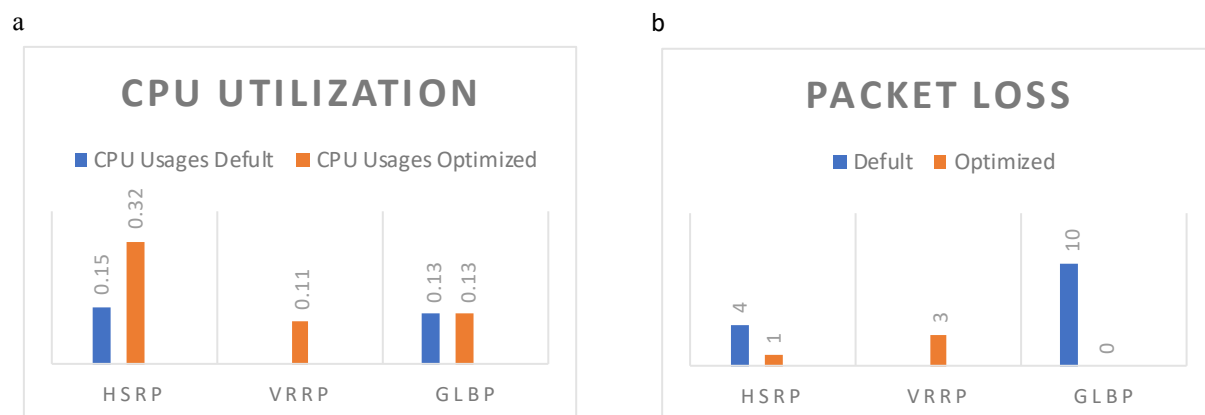 a
CPU UTILIZATION
CPU Usages Defult CPU Usages Optimized
0.15 0.32 0.11 0.13 0.13
HSRP VRRP GLBP
b
PACKET LOSS
Defult Optimized
4 1 3 10 0
HSRP VRRP GLBP